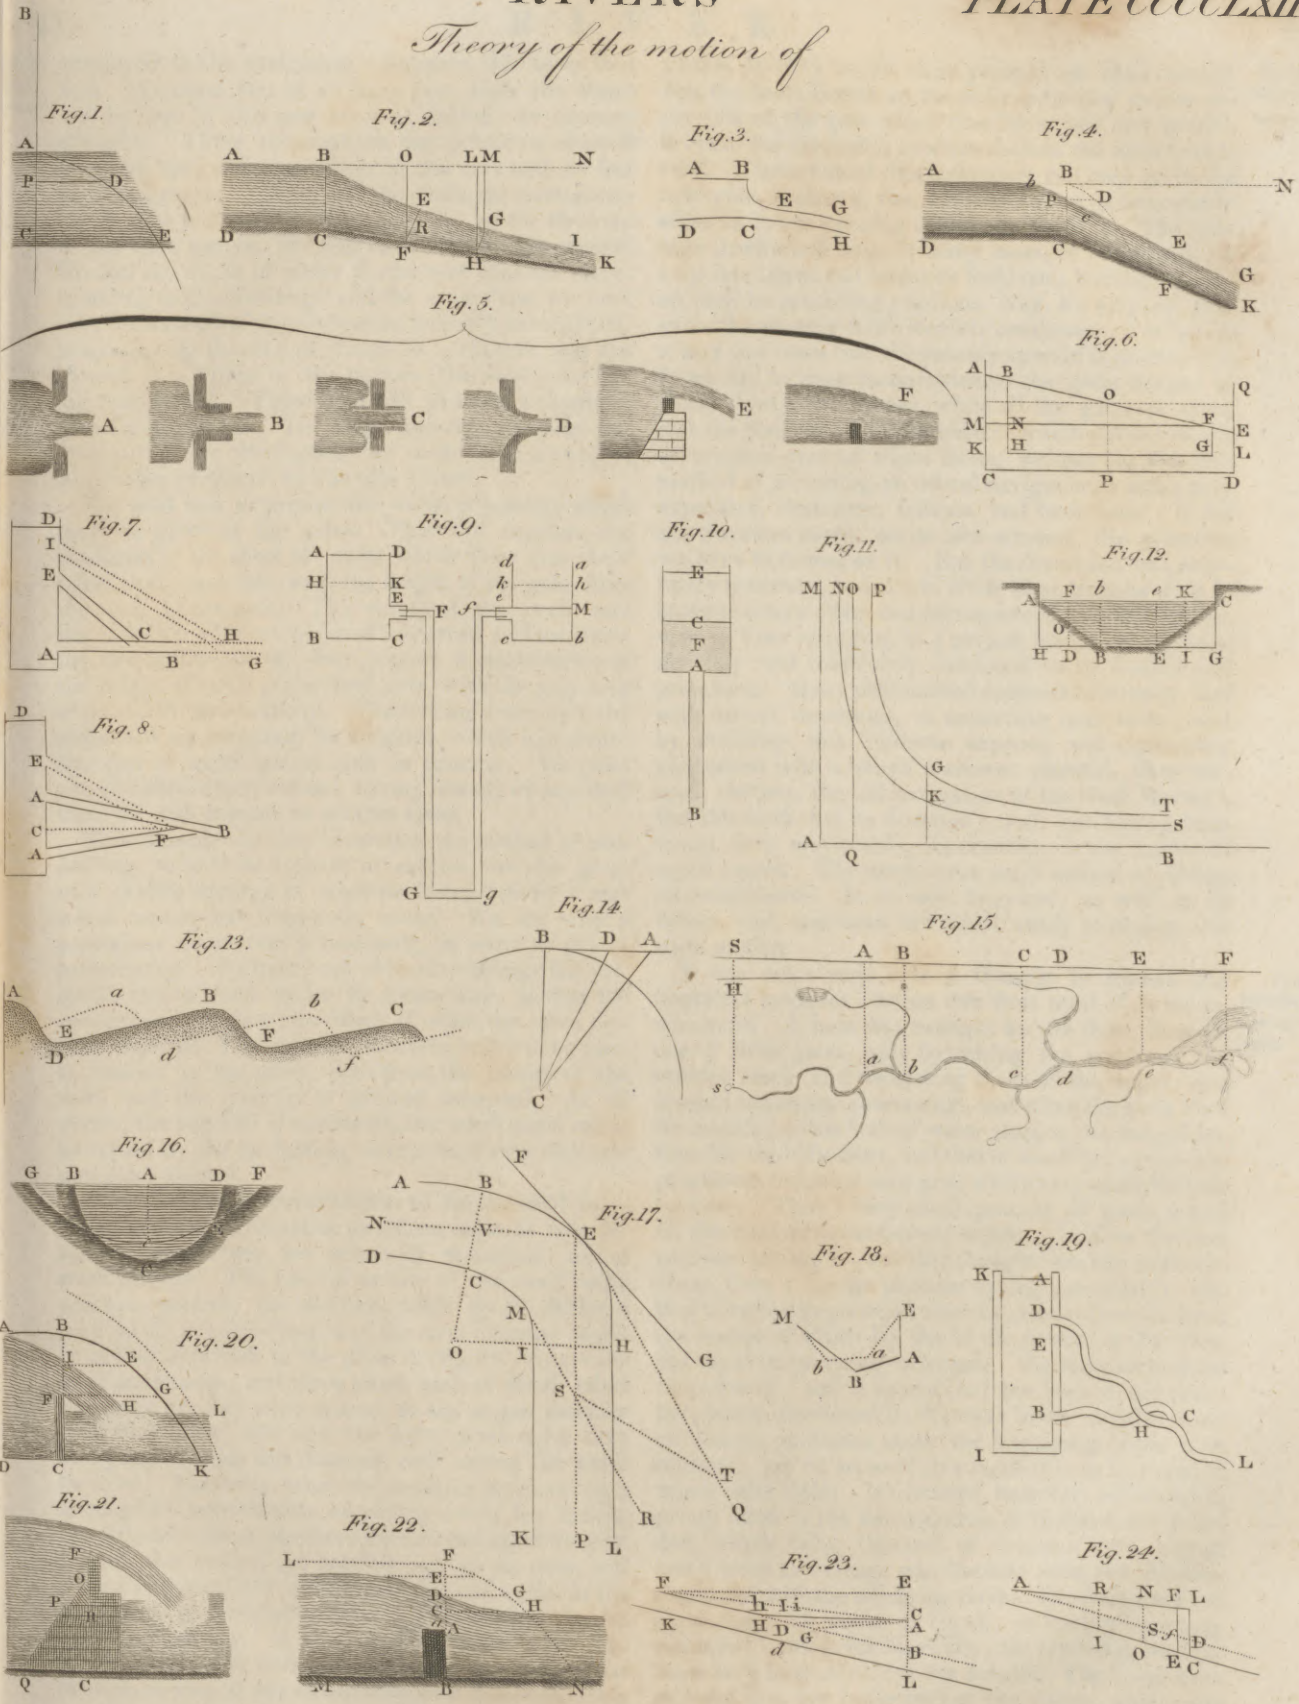 RIVERS
PLATE CCCCLXII
Theory of the motion of
B
Fig.1.
A
P D
C E
Fig.2.
A B O L M N
E
R G
D C F H I K
Fig.3.
A B
E G
D C H
Fig.4.
A b B N
P D
c
D C E
F G
K
Fig.5.
A B C D E F
Fig.6.
A B Q
O
M N F E
K H G L
C P D
Fig.7.
D
I
E
C H
A B G
Fig.8.
D
E
A
C
F B
A
Fig.9.
A D d a
H K k h
E e
F f M
B C c b
G g
Fig.10.
E
C
F
A
B
Fig.11.
M N O P
G
K T
S
A Q B
Fig.12.
A F b e K C
O
H D B E I G
Fig.13.
A a B b C
E F
D d f
Fig.14.
B D A
C
Fig.15.
S A B C D E F
H
s a b c d e f
Fig.16.
G B A D F
C
Fig.17.
F
A B
N V E
D C
M
O I H
G
S
T
R Q
K P L
Fig.18.
M E
b a A
B
Fig.19.
K A
D
E
B C
H
I L
Fig.20.
A B
I E
F G
H L
D C K
Fig.21.
F
O
P
R
Q C
Fig.22.
L F
E
D G
C H
a A
M B N
Fig.23.
F E
h I i C
K H D A
G
d B
L
Fig.24.
A R N F L
S f D
I O E C